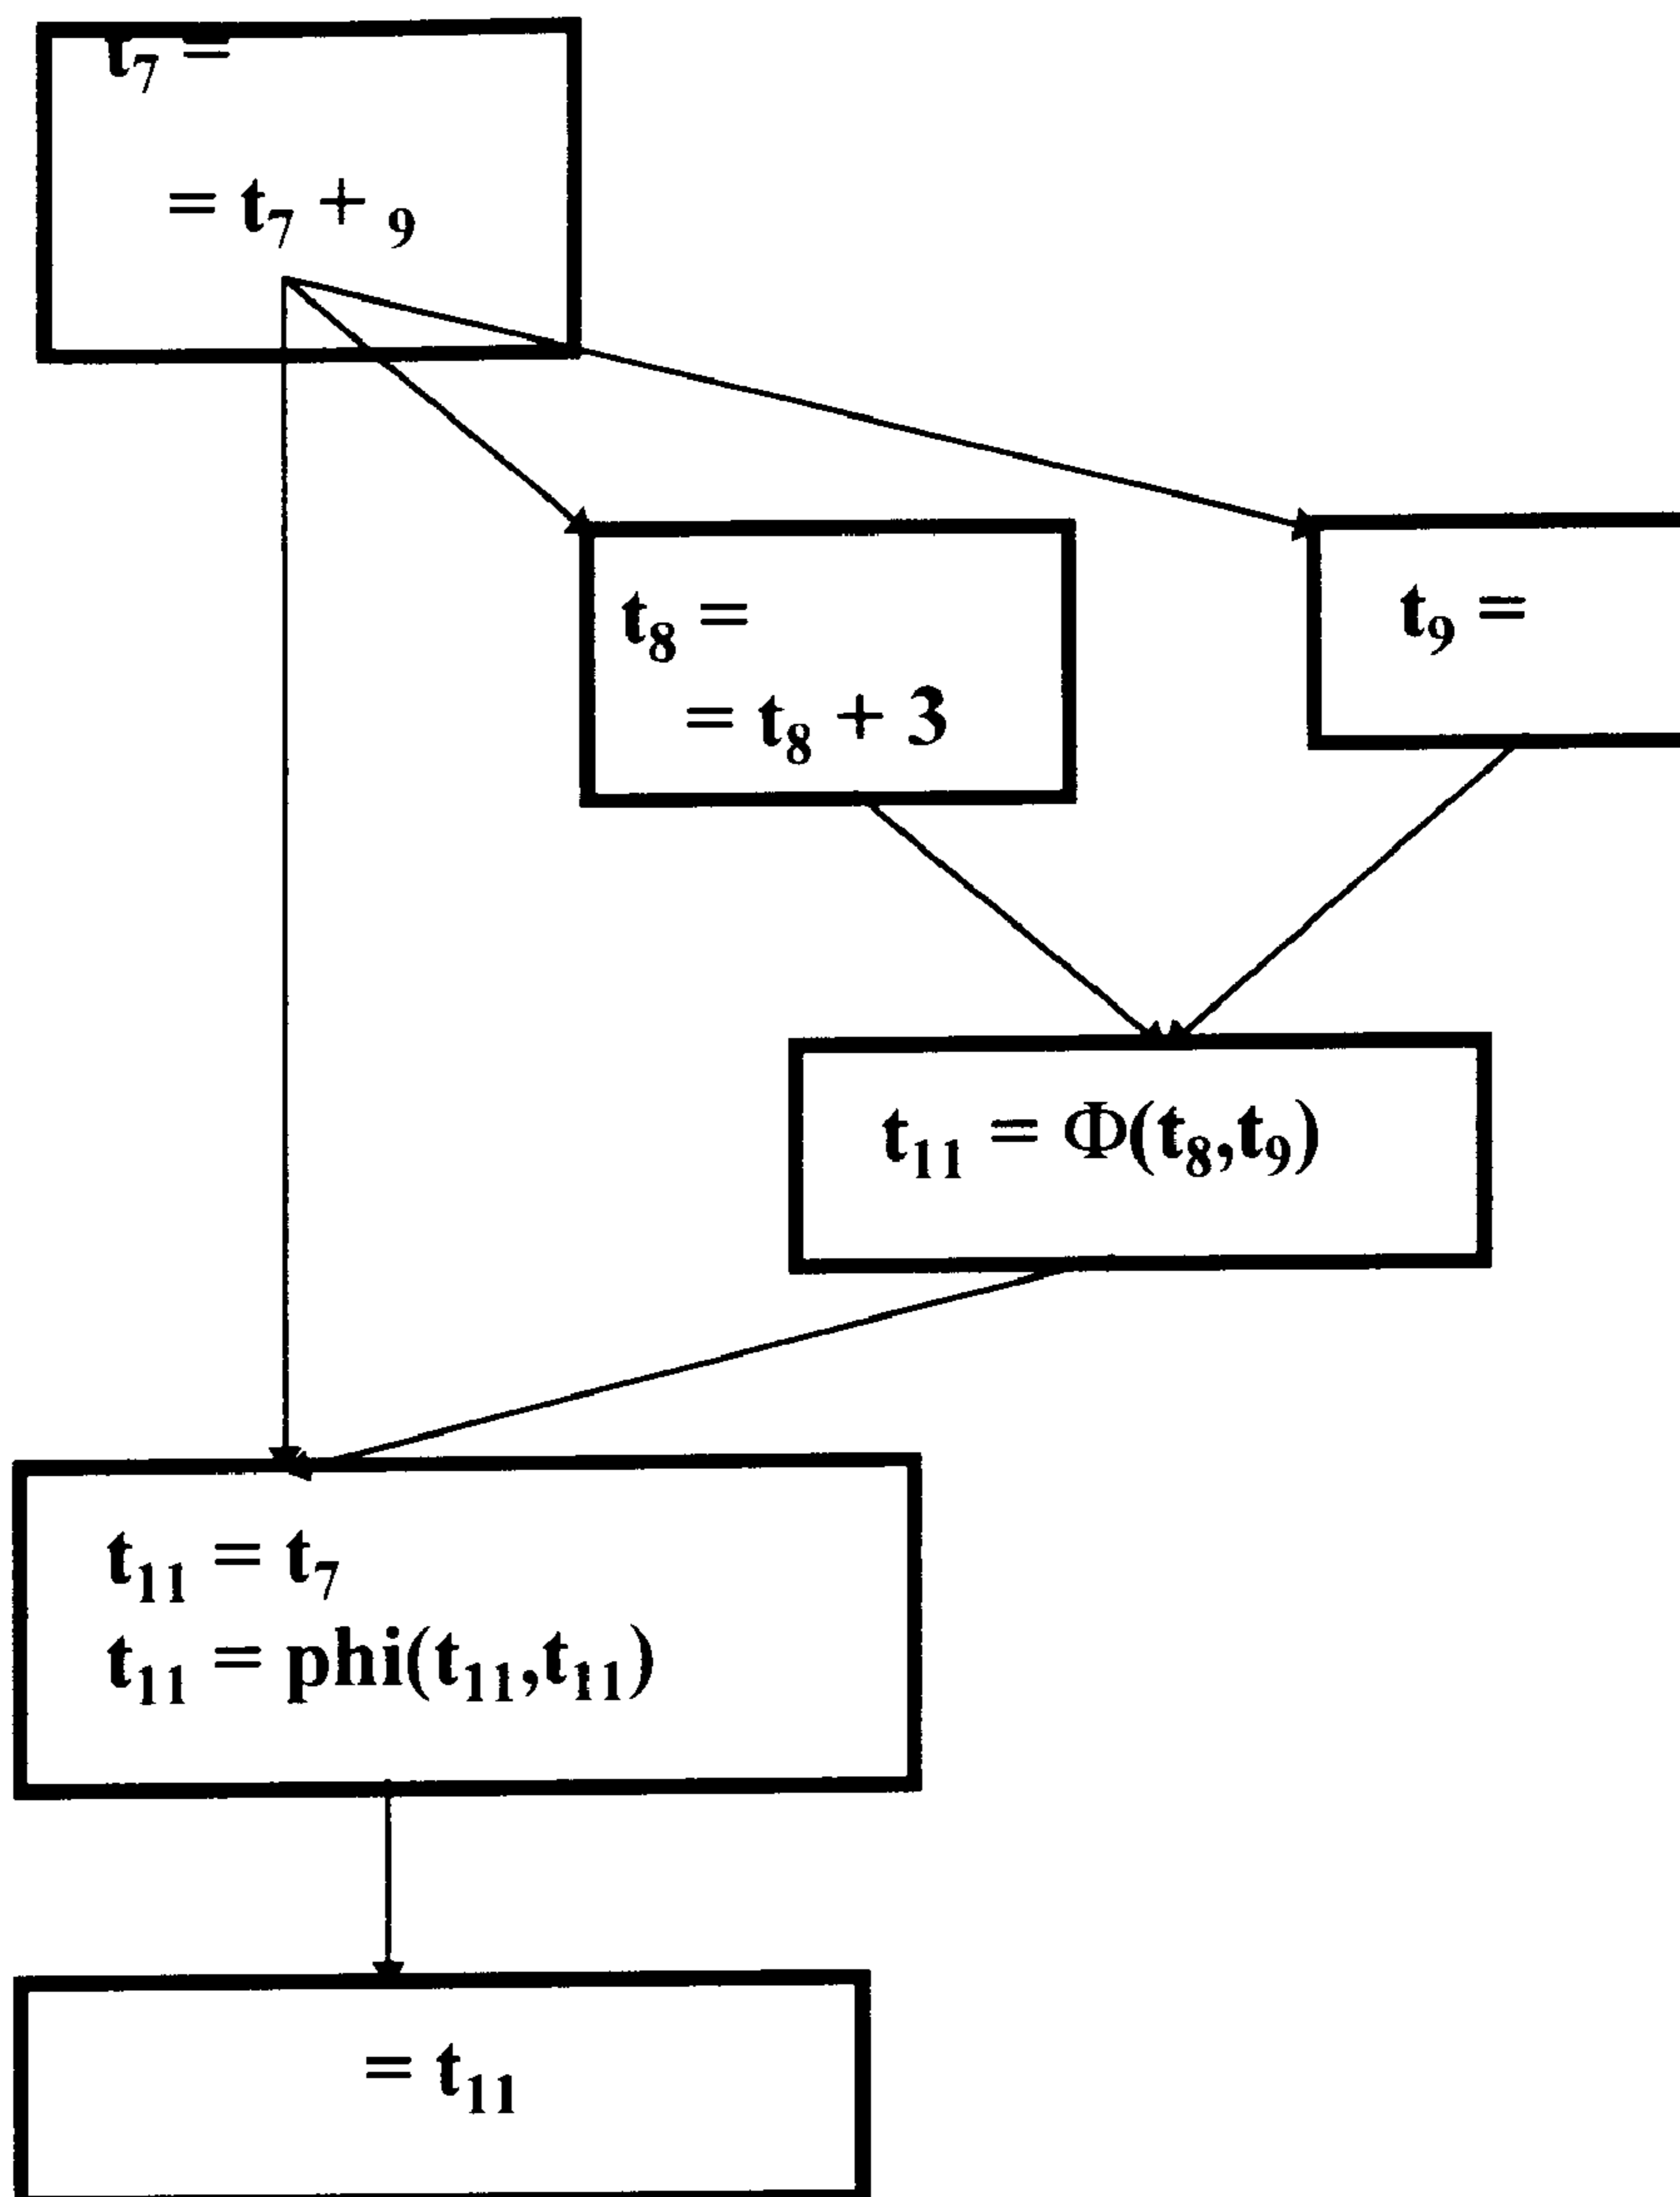 t₇ =
= t₇ + ₉
t₈ =
= t₈ + 3
t₉ =
t₁₁ = Φ(t₈,t₉)
t₁₁ = t₇
t₁₁ = phi(t₁₁,t₁₁)
= t₁₁